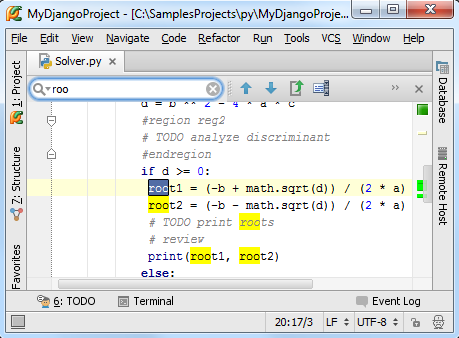 MyDjangoProject - [C:\SamplesProjects\py\MyDjangoProje...
File Edit View Navigate Code Refactor Run Tools VCS Window Help
Solver.py
1: Project
Z: Structure
Favorites
roo
d = b ** 2 - 4 * a * c
#region reg2
# TODO analyze discriminant
#endregion
if d >= 0:
root1 = (-b + math.sqrt(d)) / (2 * a)
root2 = (-b - math.sqrt(d)) / (2 * a)
# TODO print roots
# review
print(root1, root2)
else:
Database
Remote Host
6: TODO Terminal Event Log
20:17/3 LF UTF-8